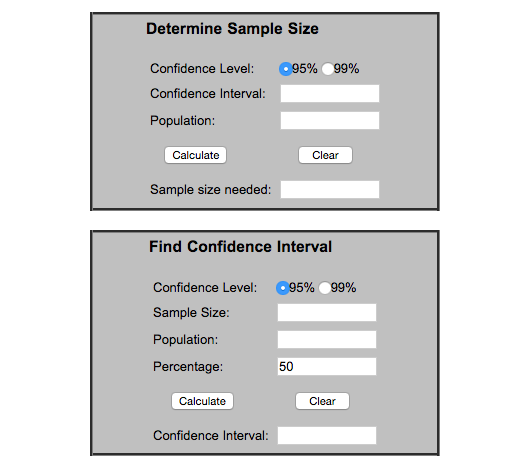 Determine Sample Size
Confidence Level: 95% 99%
Confidence Interval:
Population:
Calculate Clear
Sample size needed:
Find Confidence Interval
Confidence Level: 95% 99%
Sample Size:
Population:
Percentage: 50
Calculate Clear
Confidence Interval: